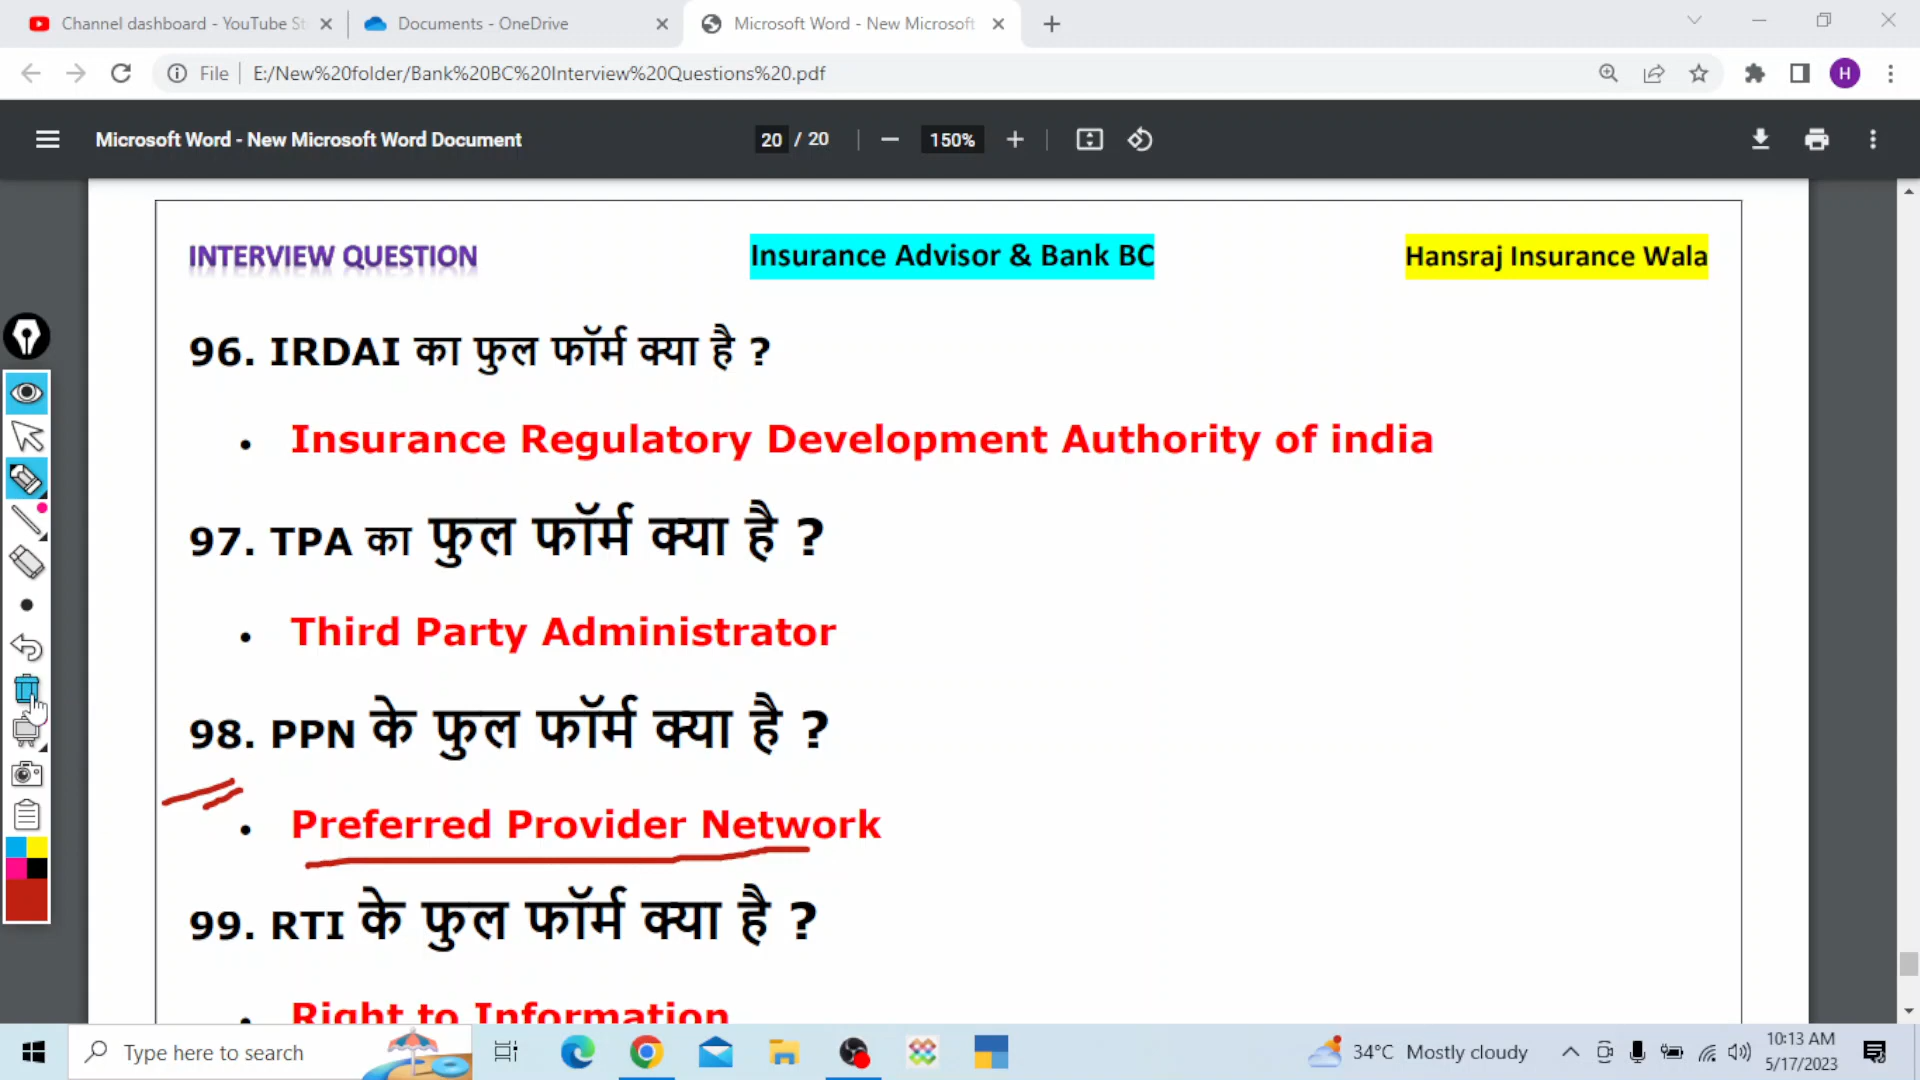 Channel dashboard - YouTube St
Documents - OneDrive
Microsoft Word - New Microsoft
File
E:/New%20folder/Bank%20BC%20Interview%20Questions%20.pdf
H
Microsoft Word - New Microsoft Word Document
20 / 20
150%
INTERVIEW QUESTION
Insurance Advisor & Bank BC
Hansraj Insurance Wala
96. IRDAI का फुल फॉर्म क्या है ?
• Insurance Regulatory Development Authority of india
97. TPA का फुल फॉर्म क्या है ?
• Third Party Administrator
98. PPN के फुल फॉर्म क्या है ?
• Preferred Provider Network
99. RTI के फुल फॉर्म क्या है ?
• Right to Information
Type here to search
34°C Mostly cloudy
10:13 AM
5/17/2023